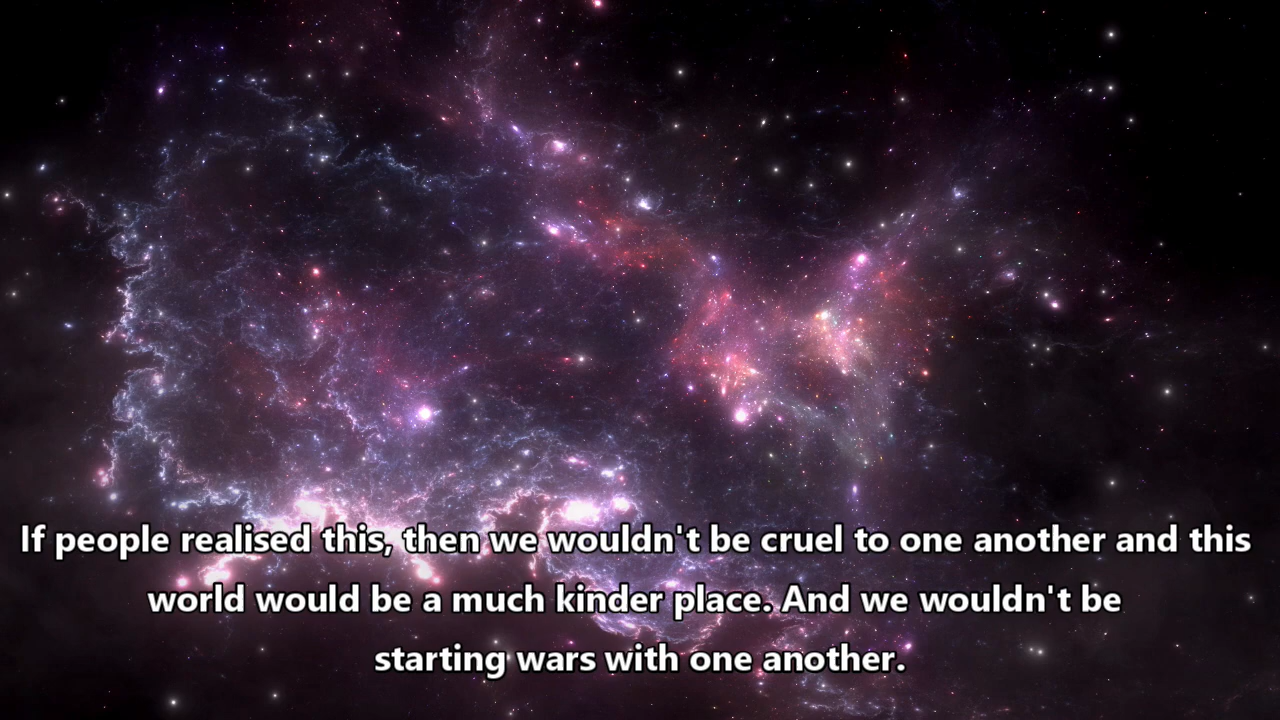 If people realised this, then we wouldn't be cruel to one another and this
world would be a much kinder place. And we wouldn't be
starting wars with one another.